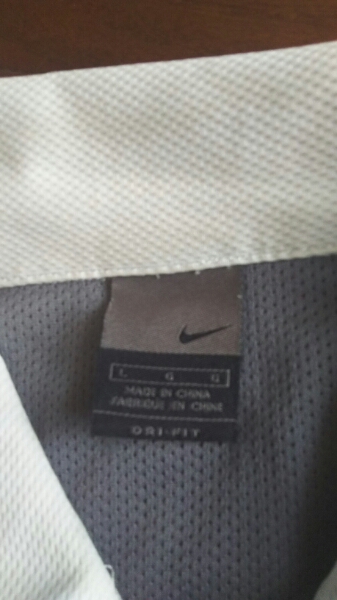 L G G
MADE IN CHINA
FABRIQUÉ EN CHINE
DRI-FIT